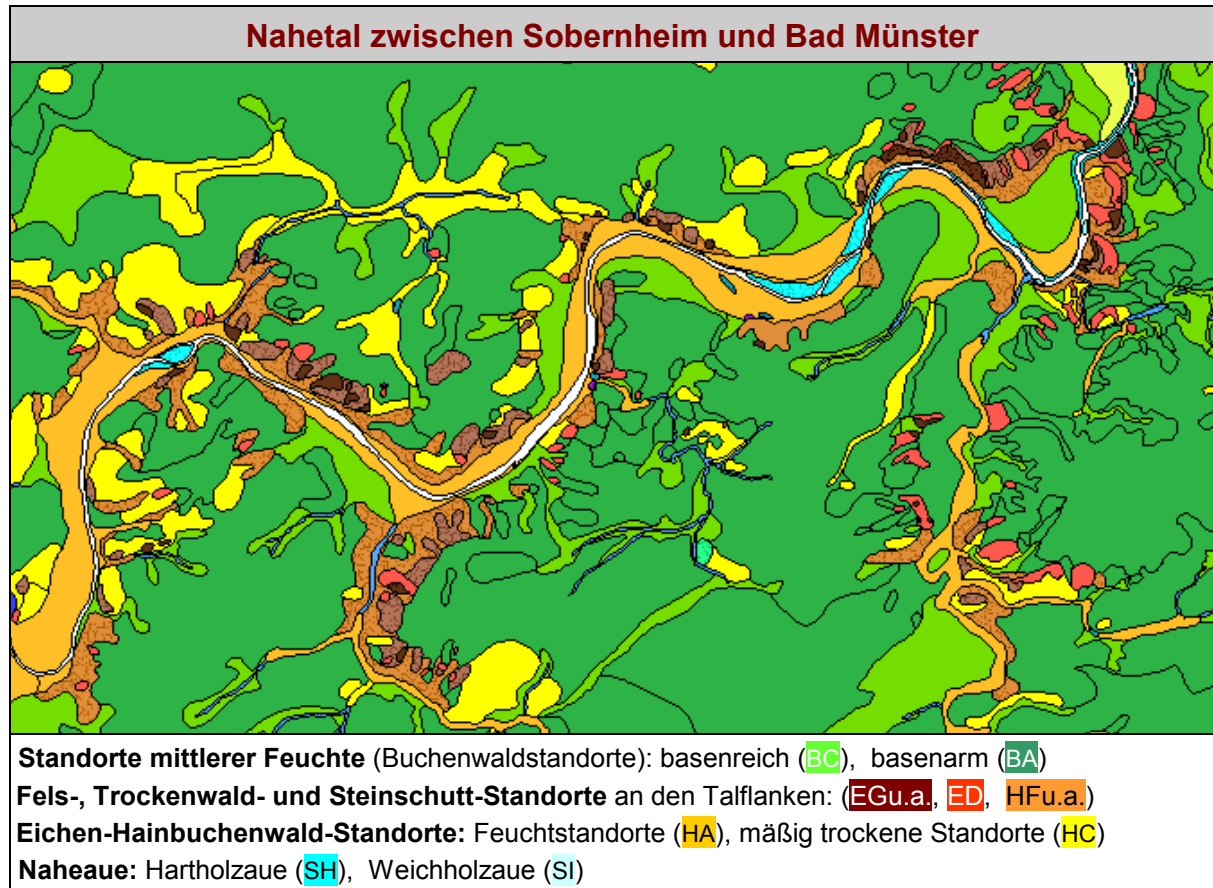 Nahetal zwischen Sobernheim und Bad Münster
Standorte mittlerer Feuchte (Buchenwaldstandorte): basenreich (BC), basenarm (BA)
Fels-, Trockenwald- und Steinschutt-Standorte an den Talflanken: (EGu.a., ED, HFu.a.)
Eichen-Hainbuchenwald-Standorte: Feuchtstandorte (HA), mäßig trockene Standorte (HC)
Naheaue: Hartholzaue (SH), Weichholzaue (SI)